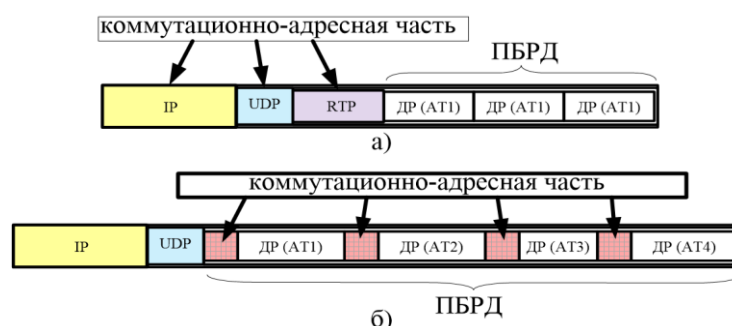 коммутационно-адресная часть
ПБРД
IP UDP RTP ДР (АТ1) ДР (АТ1) ДР (АТ1)
а)
коммутационно-адресная часть
IP UDP ДР (АТ1) ДР (АТ2) ДР (АТ3) ДР (АТ4)
ПБРД
б)